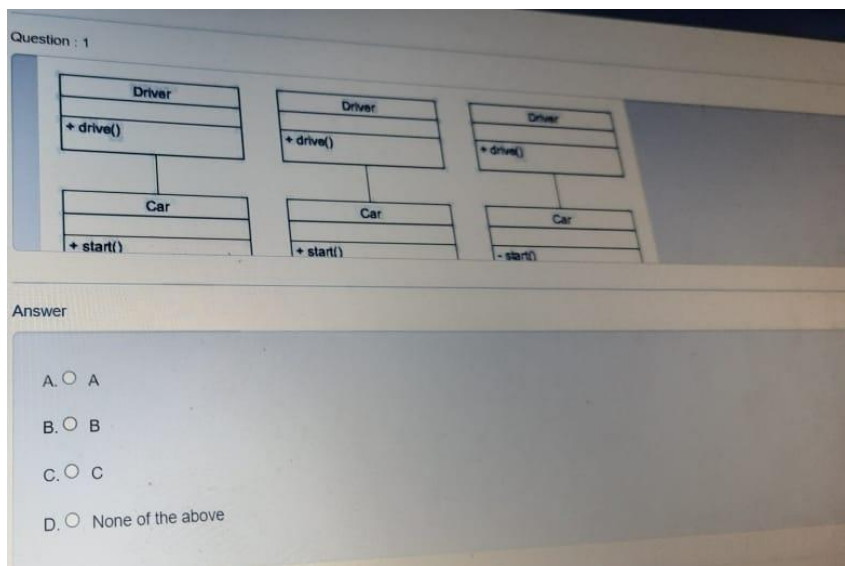 Question : 1
Driver Driver Driver
+ drive() + drive() + drive()
Car Car Car
+ start() + start() - start()
Answer
A. A
B. B
C. C
D. None of the above